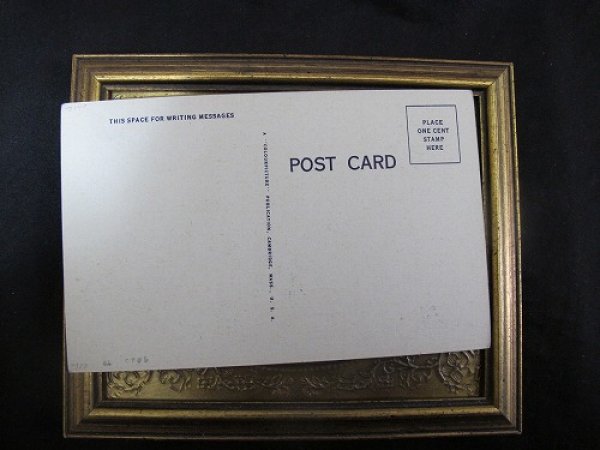 THIS SPACE FOR WRITING MESSAGES
PLACE
ONE CENT
STAMP
HERE
POST CARD
A "COLOURPICTURE" PUBLICATION, CAMBRIDGE, MASS., U. S. A.